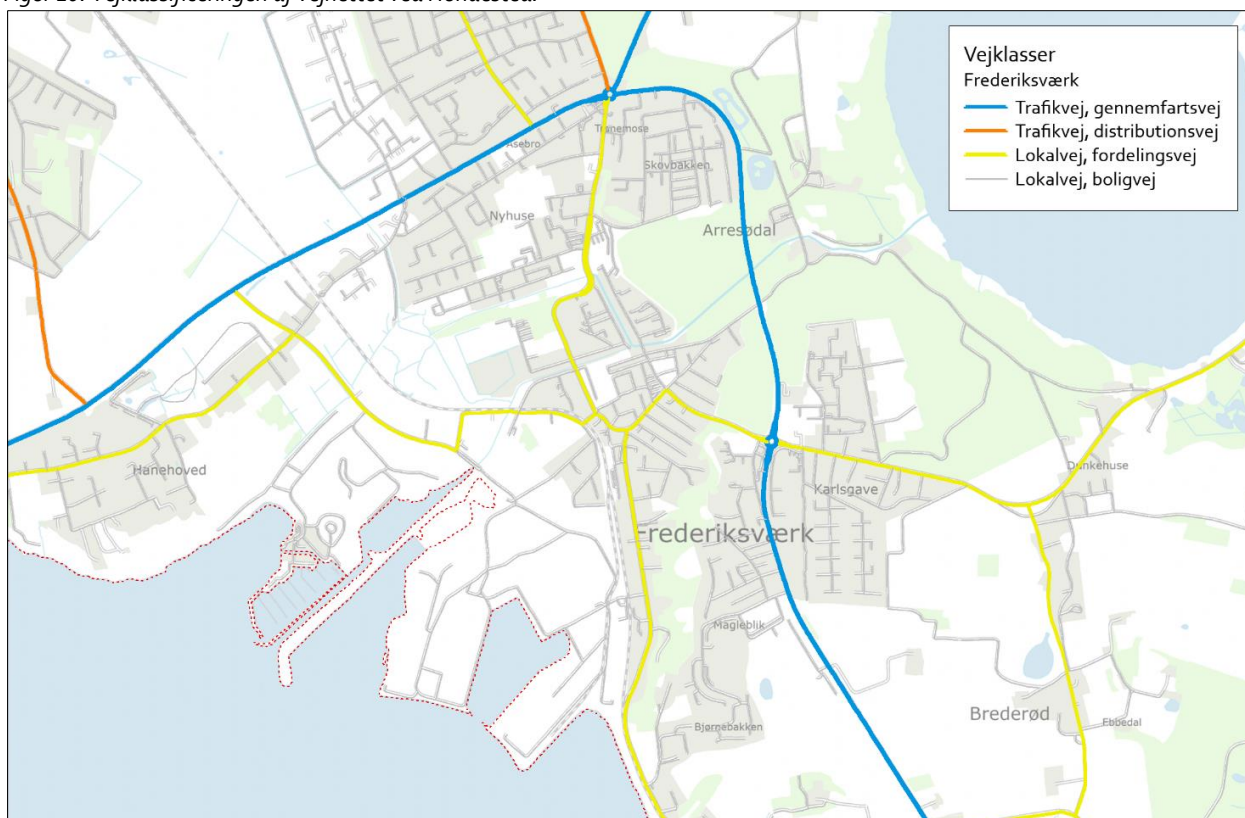 Vejklasser
Frederiksværk
Trafikvej, gennemfartsvej
Trafikvej, distributionsvej
Lokalvej, fordelingsvej
Lokalvej, boligvej
Tranemose
Åsebro
Skovbakken
Nyhuse
Arresødal
Hanehoved
Dunkehuse
Karlsgave
Frederiksværk
Magleblik
Brederød
Bjørnebakken
Ebbedal